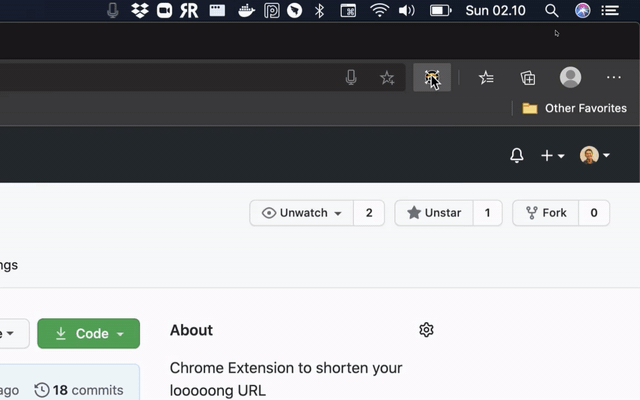 Sun 02.10
Other Favorites
Unwatch 2
Unstar 1
Fork 0
ngs
Code
About
Chrome Extension to shorten your
looooong URL
ago
18 commits